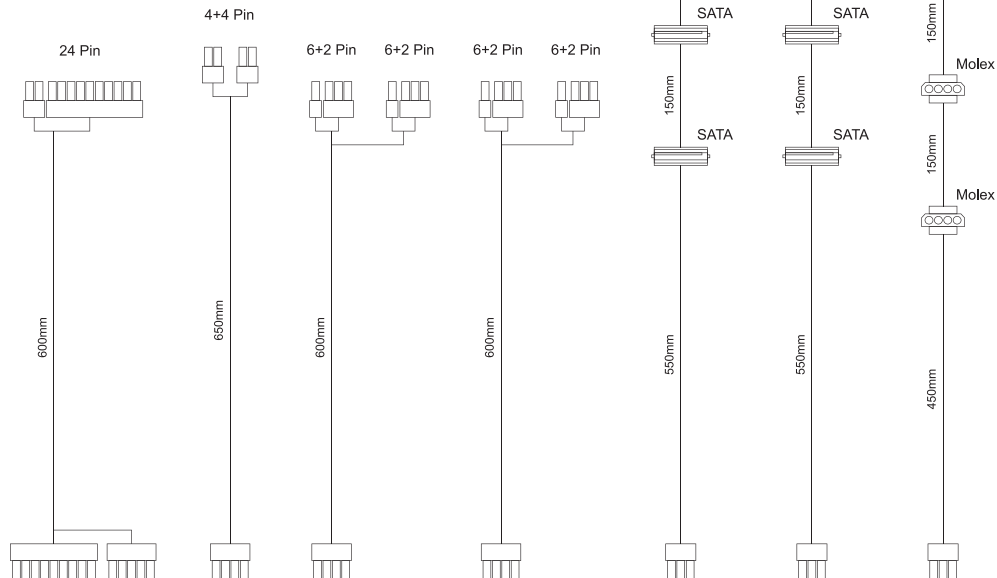 4+4 Pin
SATA
SATA
150mm
24 Pin
6+2 Pin
6+2 Pin
6+2 Pin
6+2 Pin
Molex
150mm
150mm
SATA
SATA
150mm
Molex
600mm
650mm
600mm
600mm
550mm
550mm
450mm